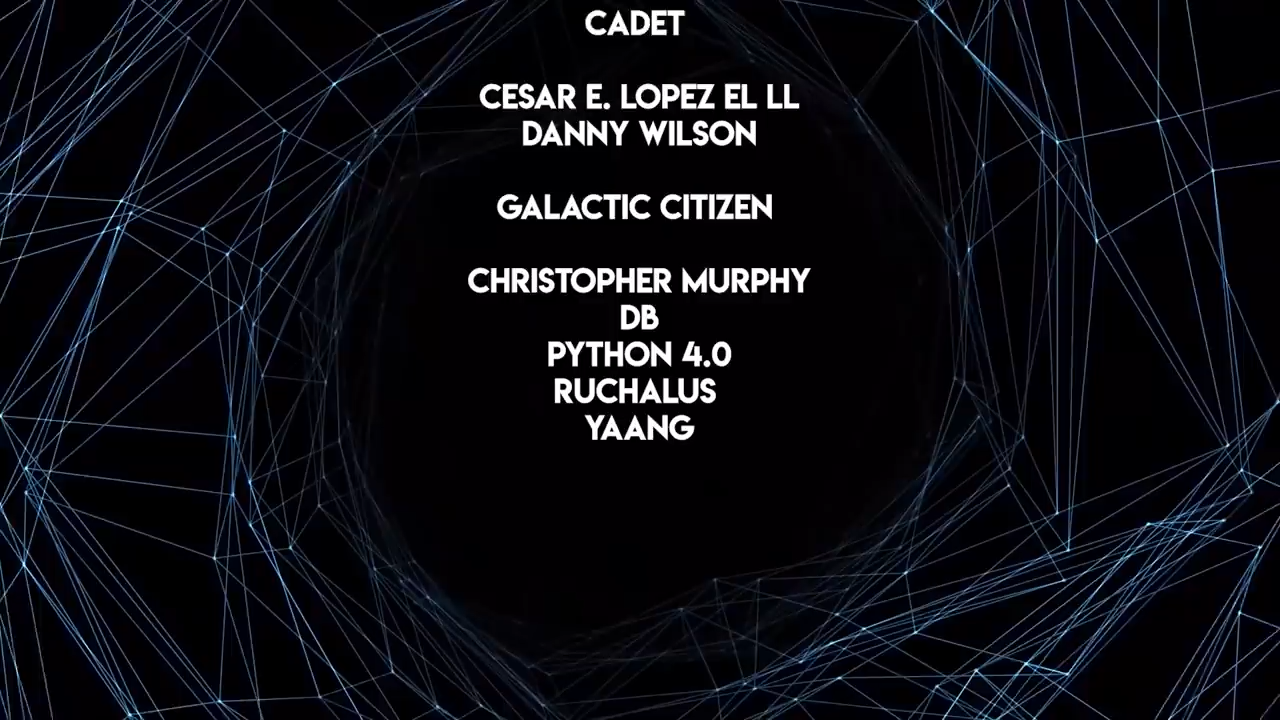 CADET
CESAR E. LOPEZ EL LL
DANNY WILSON
GALACTIC CITIZEN
CHRISTOPHER MURPHY
DB
PYTHON 4.0
RUCHALUS
YAANG